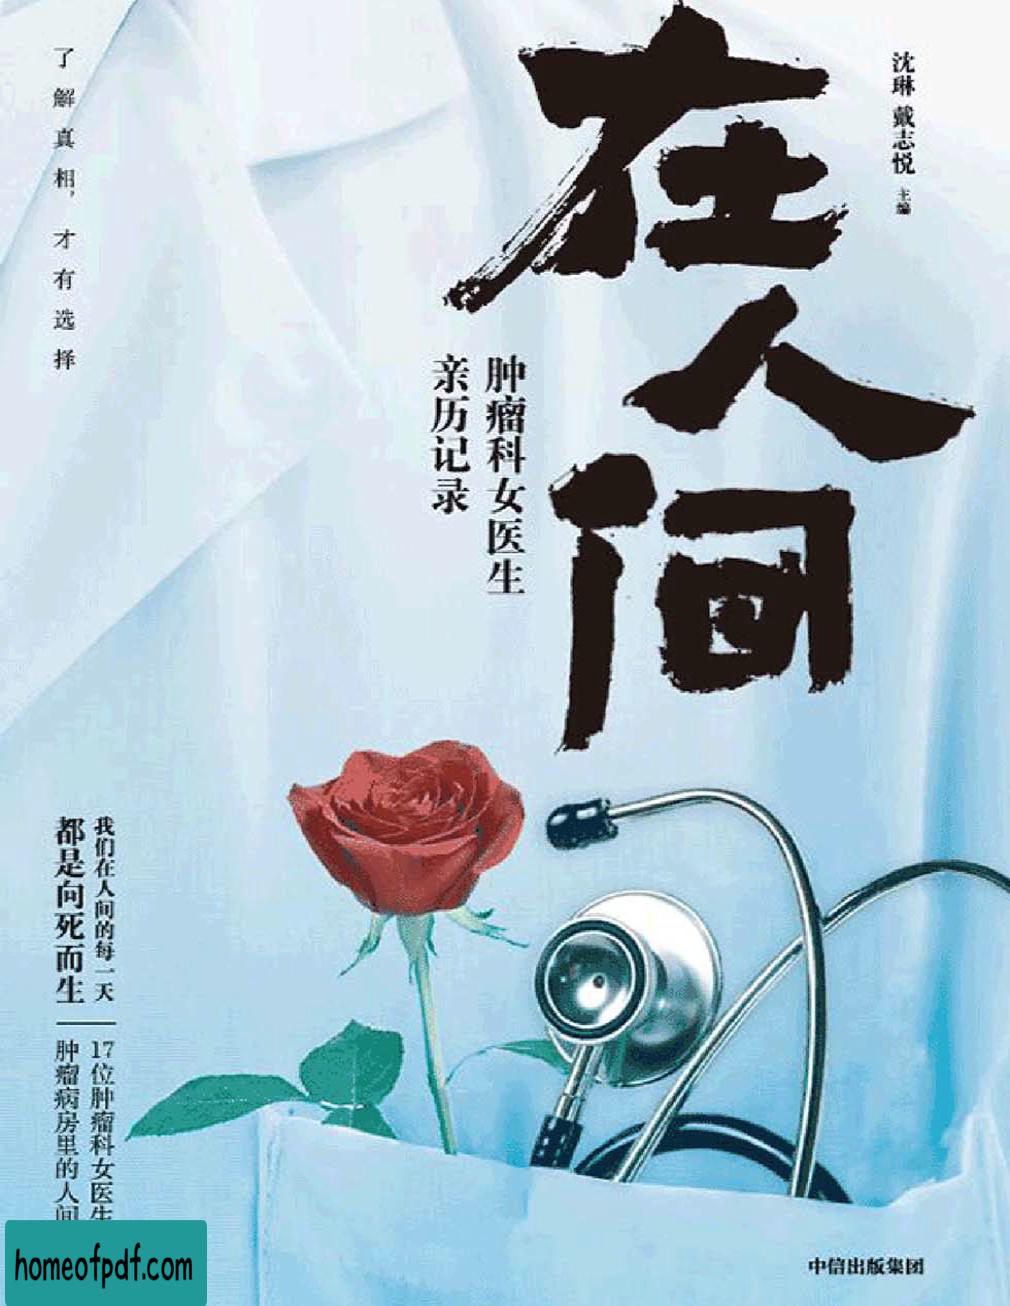 在人间
沈琳 戴志悦 主编
肿瘤科女医生
亲历记录
了解真相，才有选择
我们在人间的每一天
都是向死而生
17位肿瘤科女医生
肿瘤病房里的人间
中信出版集团
homeofpdf.com